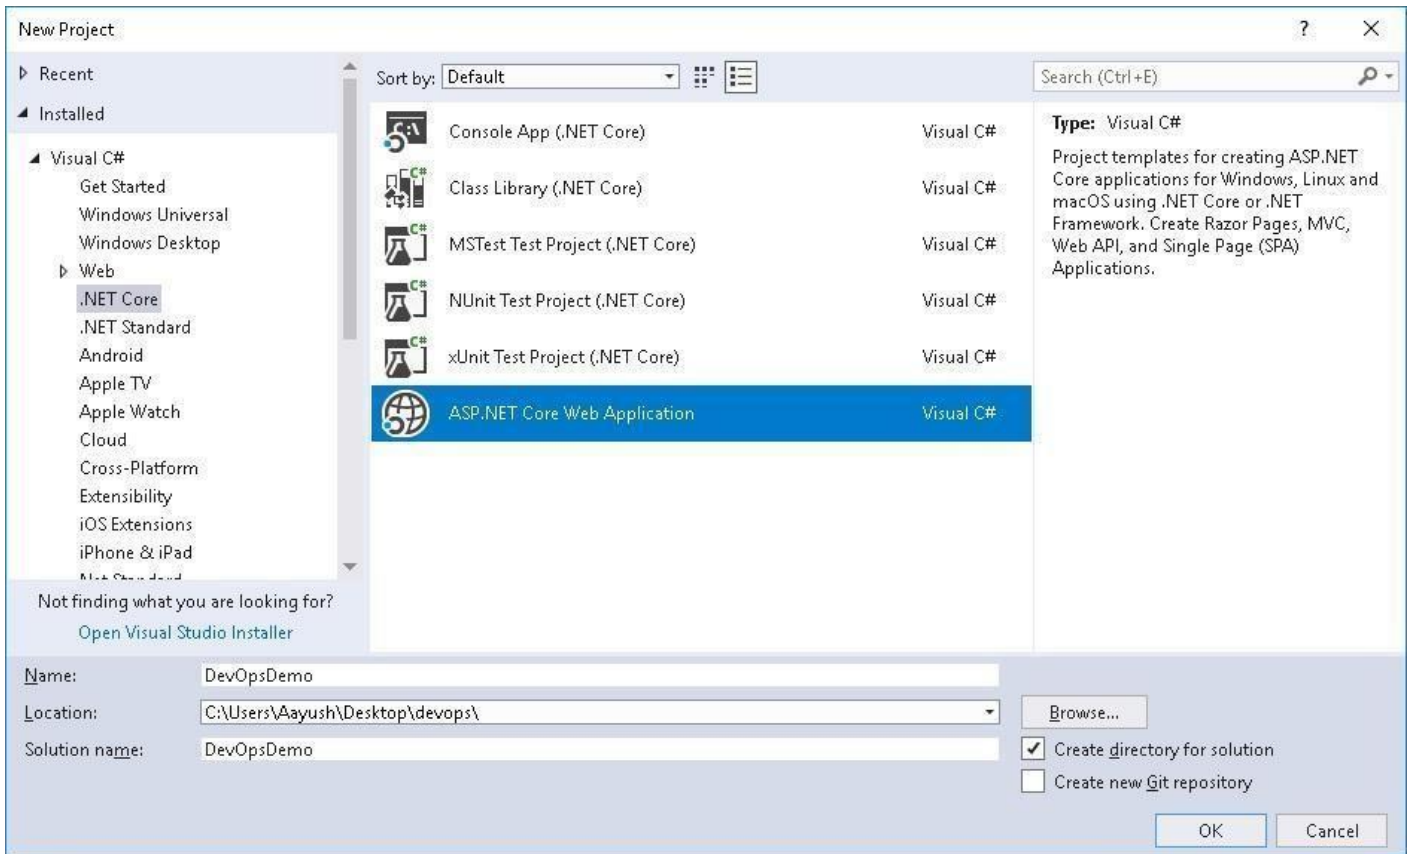 New Project
?
Recent
Installed
Visual C#
Get Started
Windows Universal
Windows Desktop
Web
.NET Core
.NET Standard
Android
Apple TV
Apple Watch
Cloud
Cross-Platform
Extensibility
iOS Extensions
iPhone & iPad
Not finding what you are looking for?
Open Visual Studio Installer
Sort by: Default
Console App (.NET Core) Visual C#
Class Library (.NET Core) Visual C#
MSTest Test Project (.NET Core) Visual C#
NUnit Test Project (.NET Core) Visual C#
xUnit Test Project (.NET Core) Visual C#
ASP.NET Core Web Application Visual C#
Search (Ctrl+E)
Type: Visual C#
Project templates for creating ASP.NET
Core applications for Windows, Linux and
macOS using .NET Core or .NET
Framework. Create Razor Pages, MVC,
Web API, and Single Page (SPA)
Applications.
Name: DevOpsDemo
Location: C:\Users\Aayush\Desktop\devops\
Browse...
Solution name: DevOpsDemo
Create directory for solution
Create new Git repository
OK Cancel